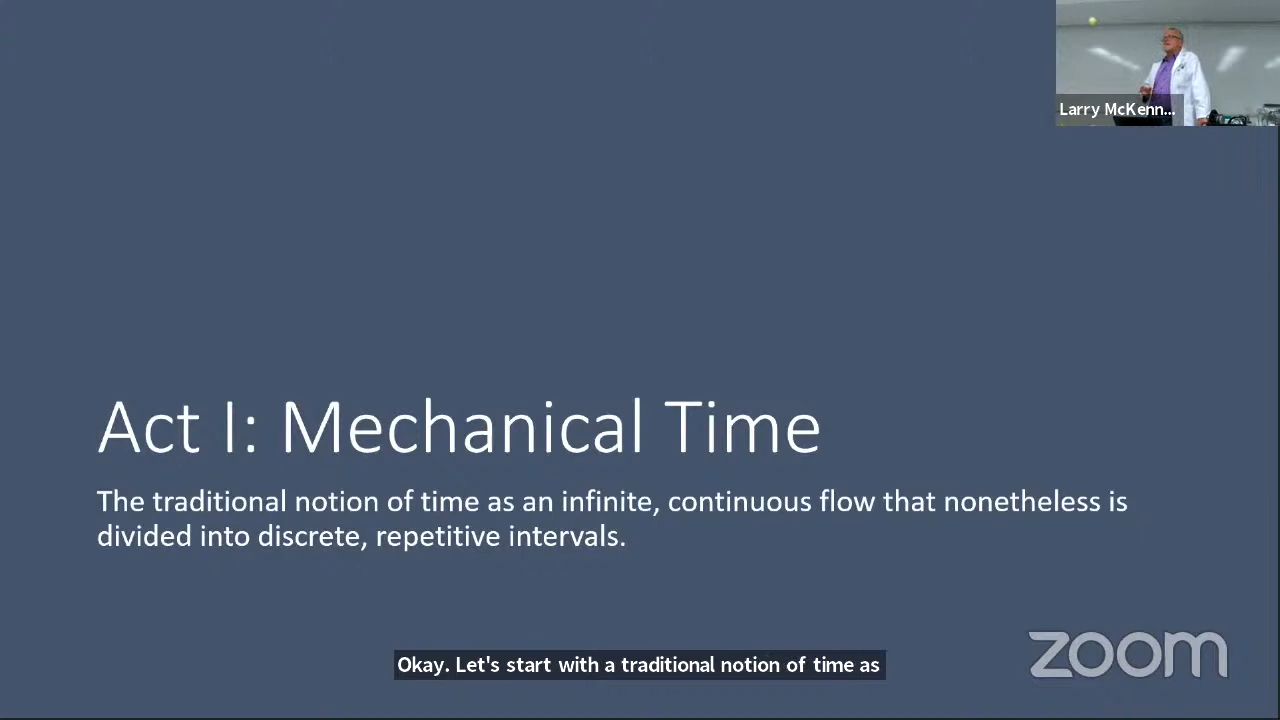 Larry McKenn...
Act I: Mechanical Time
The traditional notion of time as an infinite, continuous flow that nonetheless is
divided into discrete, repetitive intervals.
Okay. Let's start with a traditional notion of time as
zoom